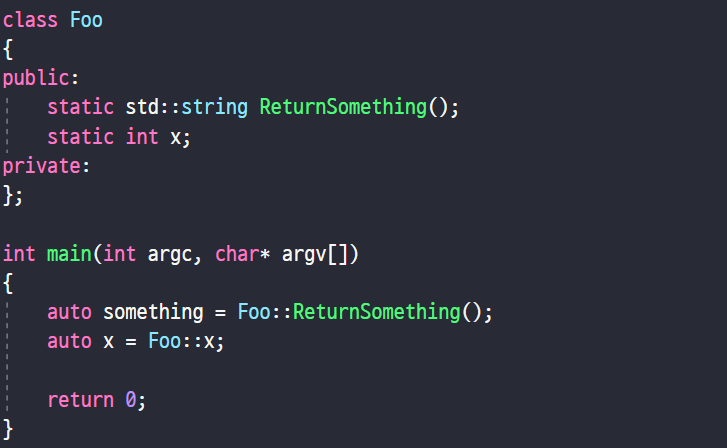 class Foo
{
public:
    static std::string ReturnSomething();
    static int x;
private:
};

int main(int argc, char* argv[])
{
    auto something = Foo::ReturnSomething();
    auto x = Foo::x;

    return 0;
}